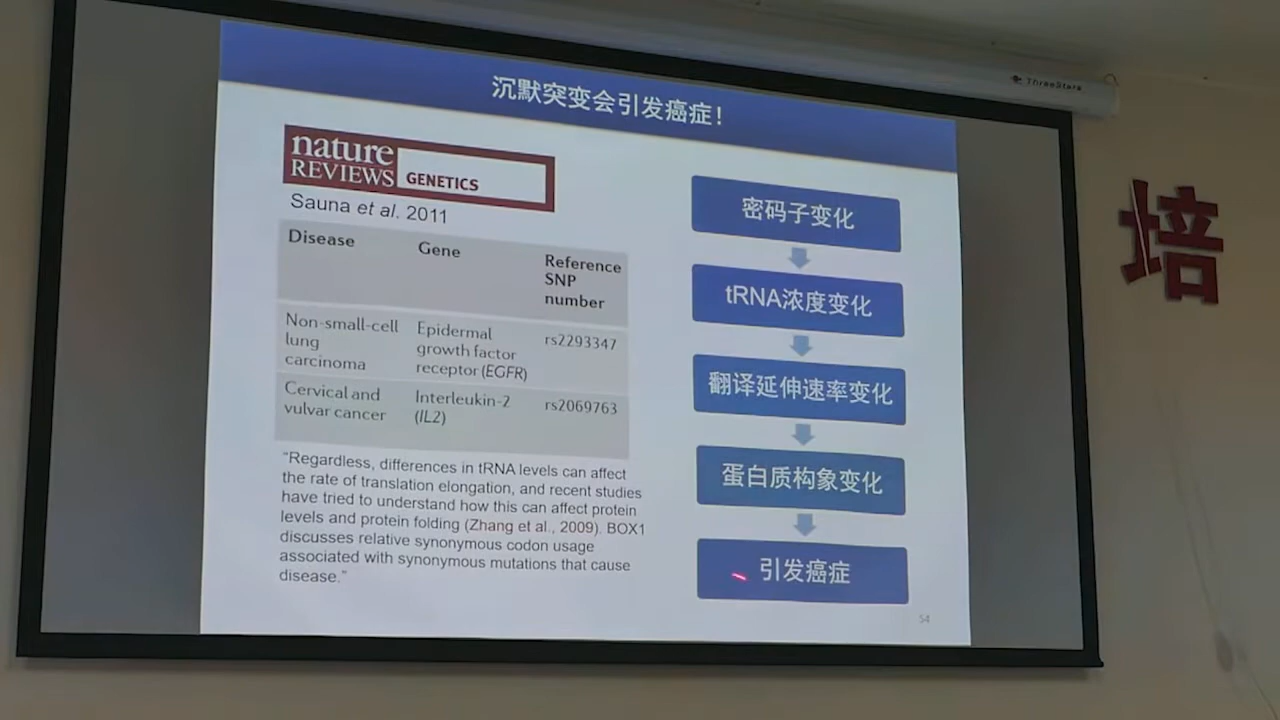 ThreeStars
沉默突变会引发癌症!
nature
REVIEWS
GENETICS
Sauna et al. 2011
Disease
Gene
Reference
SNP
number
Non-small-cell
lung
carcinoma
Epidermal
growth factor
receptor (EGFR)
rs2293347
Cervical and
vulvar cancer
Interleukin-2
(IL2)
rs2069763
"Regardless, differences in tRNA levels can affect
the rate of translation elongation, and recent studies
have tried to understand how this can affect protein
levels and protein folding (Zhang et al., 2009). BOX1
discusses relative synonymous codon usage
associated with synonymous mutations that cause
disease."
密码子变化
tRNA浓度变化
翻译延伸速率变化
蛋白质构象变化
引发癌症
54
培